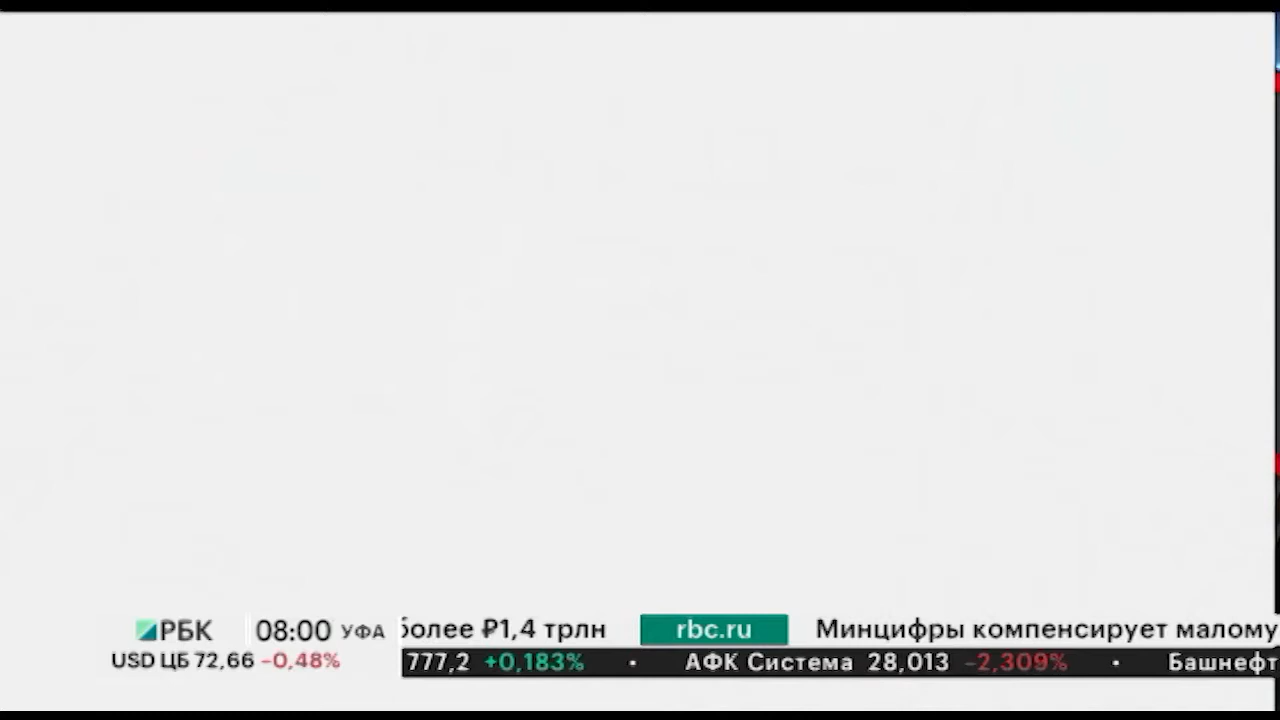 РБК 08:00 УФА более ₽1,4 трлн rbc.ru Минцифры компенсирует малому
USD ЦБ 72,66 -0,48% 777,2 +0,183% • АФК Система 28,013 -2,309% • Башнефт